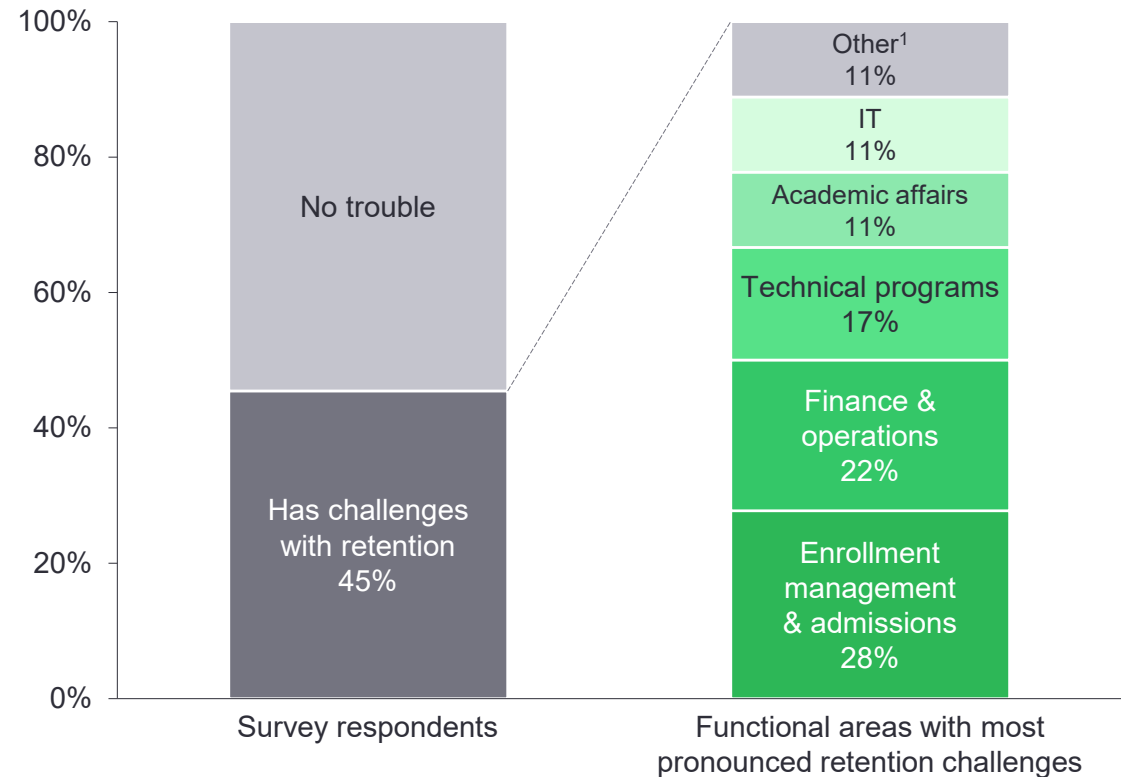 100%
80%
60%
40%
20%
0%
No trouble
Has challenges
with retention
45%
Survey respondents
Other¹
11%
IT
11%
Academic affairs
11%
Technical programs
17%
Finance &
operations
22%
Enrollment
management
& admissions
28%
Functional areas with most
pronounced retention challenges